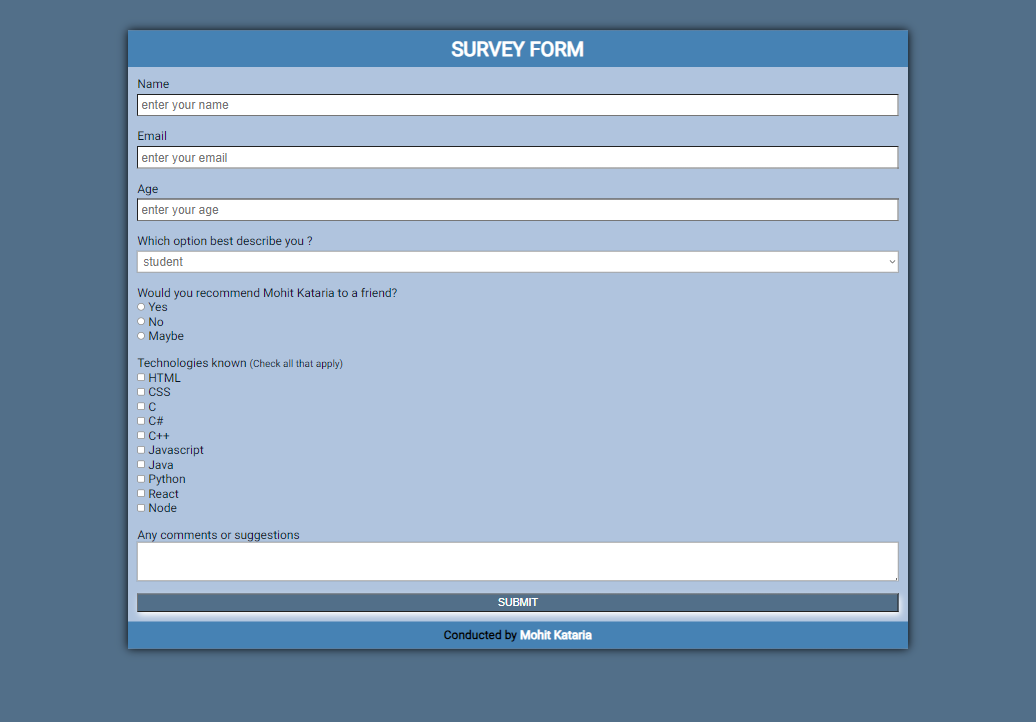 SURVEY FORM
Name
enter your name
Email
enter your email
Age
enter your age
Which option best describe you ?
student
Would you recommend Mohit Kataria to a friend?
Yes
No
Maybe
Technologies known (Check all that apply)
HTML
CSS
C
C#
C++
Javascript
Java
Python
React
Node
Any comments or suggestions
SUBMIT
Conducted by Mohit Kataria